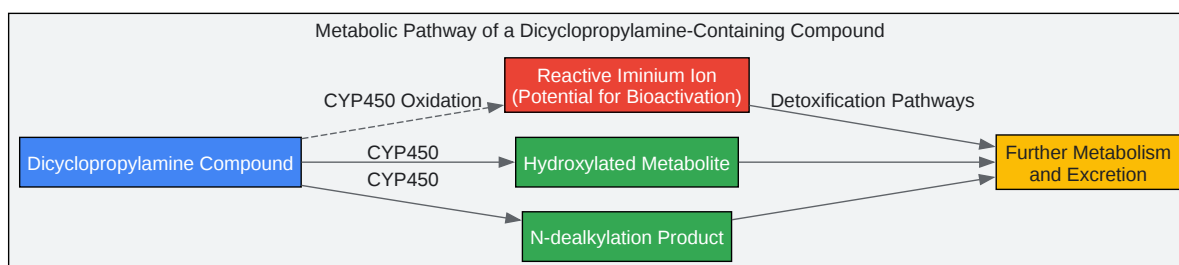 Metabolic Pathway of a Dicyclopropylamine-Containing Compound
Reactive Iminium Ion
(Potential for Bioactivation)
CYP450 Oxidation
Detoxification Pathways
Dicyclopropylamine Compound
CYP450
CYP450
Hydroxylated Metabolite
Further Metabolism
and Excretion
N-dealkylation Product